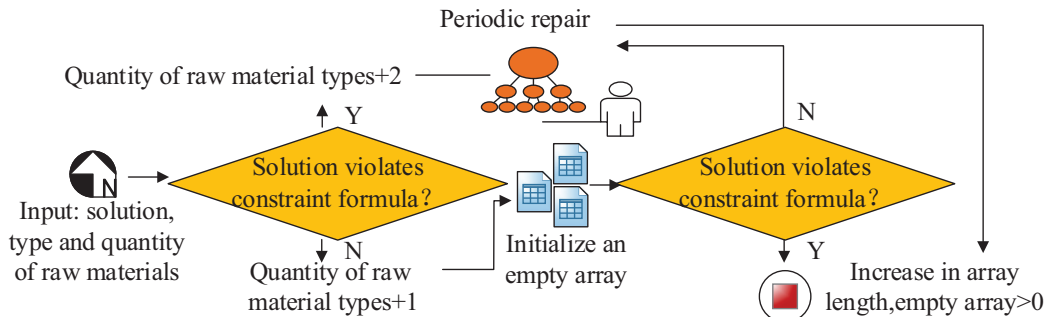 Periodic repair
Quantity of raw material types+2
Y
N
Solution violates
constraint formula?
Solution violates
constraint formula?
N
Input: solution,
type and quantity
of raw materials
N
Quantity of raw
material types+1
Initialize an
empty array
Y
Increase in array
length,empty array>0